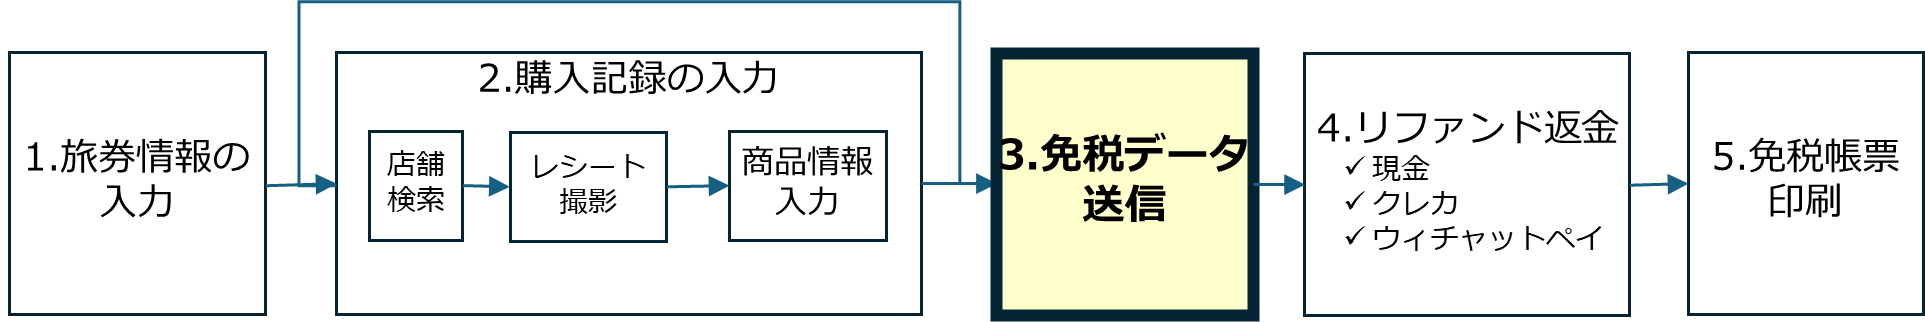 1.旅券情報の
入力
2.購入記録の入力
店舗
検索
レシート
撮影
商品情報
入力
3.免税データ
送信
4.リファンド返金
✓ 現金
✓ クレカ
✓ ウィチャットペイ
5.免税帳票
印刷